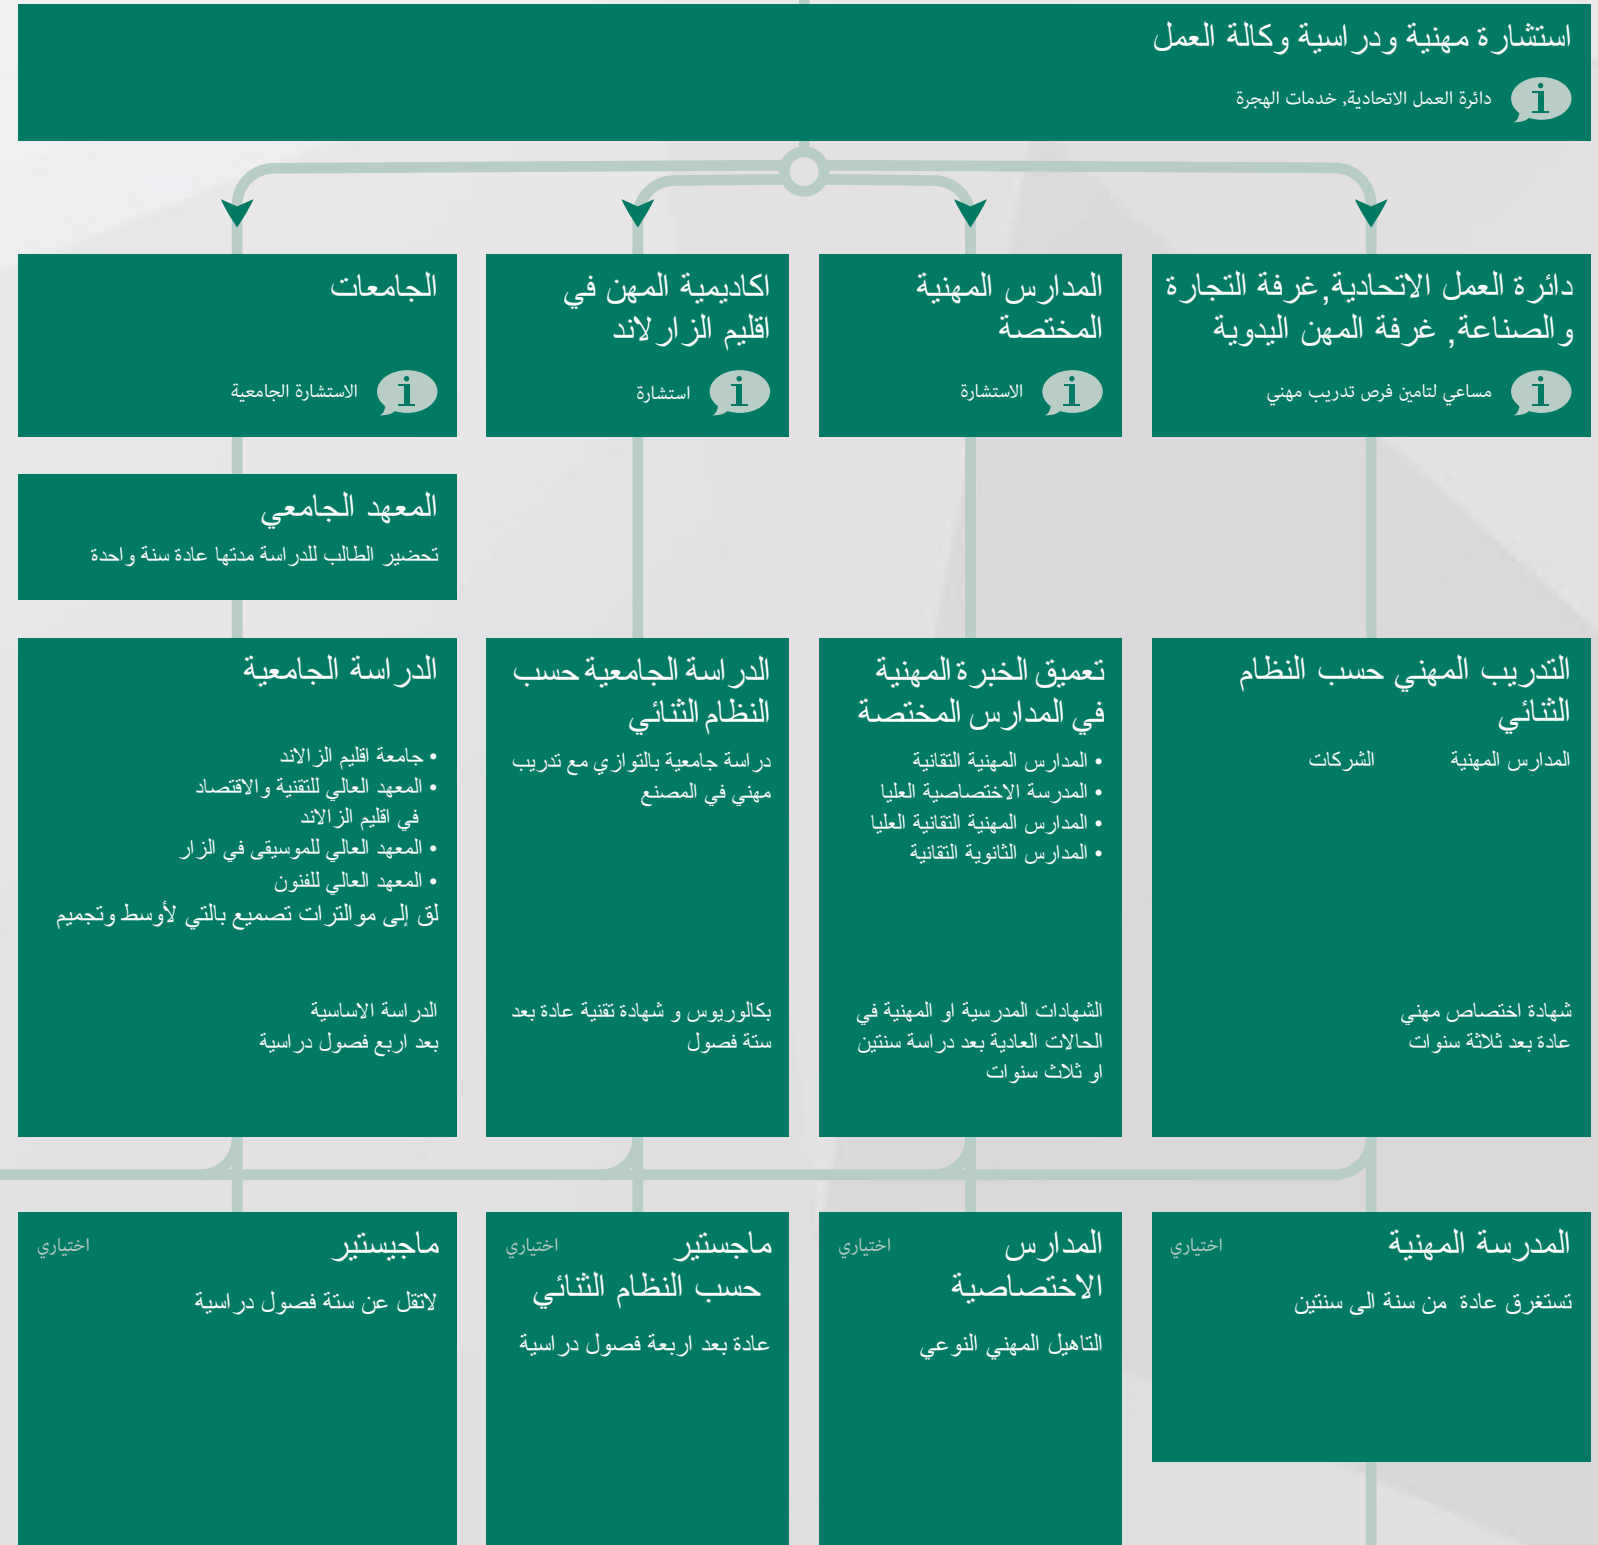 استشارة مهنية ودراسية وكالة العمل
دائرة العمل الاتحادية, خدمات الهجرة
دائرة العمل الاتحادية,غرفة التجارة
والصناعة, غرفة المهن اليدوية
مساعي لتامين فرص تدريب مهني
المدارس المهنية
المختصة
الاستشارة
اكاديمية المهن في
اقليم الزارلاند
استشارة
الجامعات
الاستشارة الجامعية
المعهد الجامعي
تحضير الطالب للدراسة مدتها عادة سنة واحدة
التدريب المهني حسب النظام
الثنائي
المدارس المهنية الشركات
شهادة اختصاص مهني
عادة بعد ثلاثة سنوات
تعميق الخبرة المهنية
في المدارس المختصة
• المدارس المهنية التقانية
• المدرسة الاختصاصية العليا
• المدارس المهنية التقانية العليا
• المدارس الثانوية التقانية
الشهادات المدرسية او المهنية في
الحالات العادية بعد دراسة سنتين
او ثلاث سنوات
الدراسة الجامعية حسب
النظام الثنائي
دراسة جامعية بالتوازي مع تدريب
مهني في المصنع
بكالوريوس و شهادة تقنية عادة بعد
ستة فصول
الدراسة الجامعية
• جامعة اقليم الزالاند
• المعهد العالي للتقنية والاقتصاد
في اقليم الزالاند
• المعهد العالي للموسيقى في الزار
• المعهد العالي للفنون
لق إلى موالترات تصميع بالتي لأوسط وتجميم
الدراسة الاساسية
بعد اربع فصول دراسية
المدرسة المهنية
اختياري
تستغرق عادة من سنة الى سنتين
المدارس
الاختصاصية
اختياري
التاهيل المهني النوعي
ماجستير
حسب النظام الثنائي
اختياري
عادة بعد اربعة فصول دراسية
ماجيستير
اختياري
لاتقل عن ستة فصول دراسية